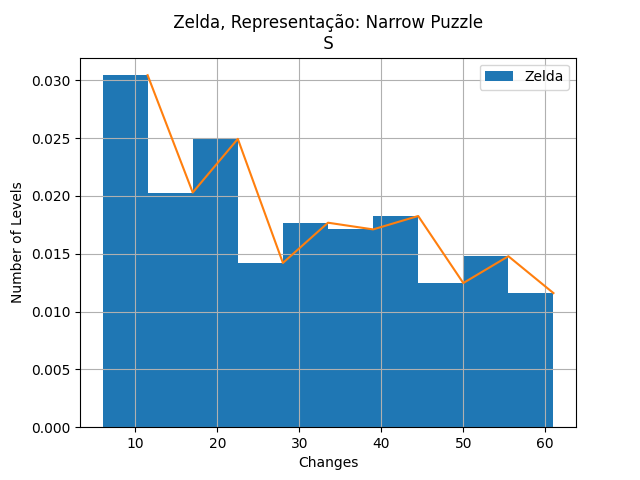 Zelda, Representação: Narrow Puzzle
S
Zelda
0.030
0.025
0.020
0.015
0.010
0.005
0.000
Number of Levels
10 20 30 40 50 60
Changes